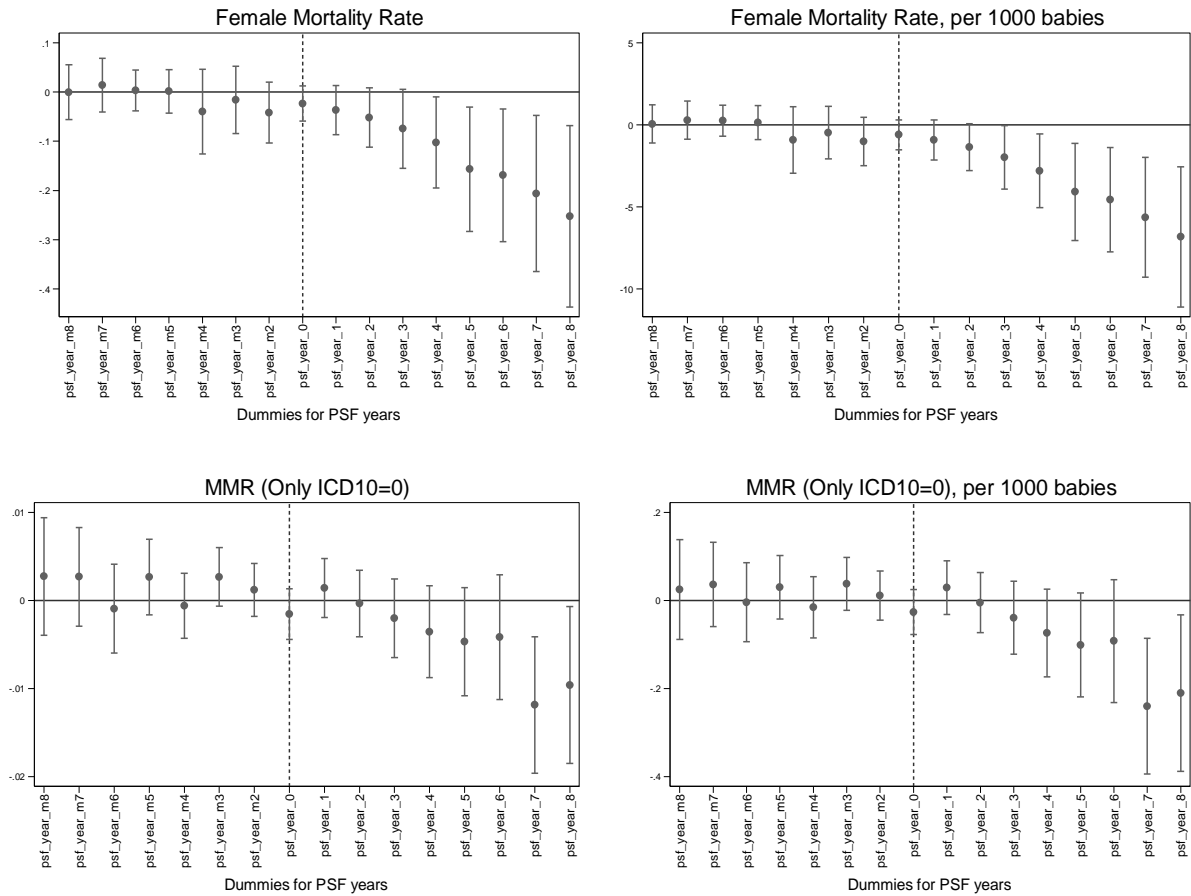 Female Mortality Rate
.1
0
-.1
-.2
-.3
-.4
psf_year_m8
psf_year_m7
psf_year_m6
psf_year_m5
psf_year_m4
psf_year_m3
psf_year_m2
psf_year_0
psf_year_1
psf_year_2
psf_year_3
psf_year_4
psf_year_5
psf_year_6
psf_year_7
psf_year_8
Dummies for PSF years
Female Mortality Rate, per 1000 babies
5
0
-5
-10
psf_year_m8
psf_year_m7
psf_year_m6
psf_year_m5
psf_year_m4
psf_year_m3
psf_year_m2
psf_year_0
psf_year_1
psf_year_2
psf_year_3
psf_year_4
psf_year_5
psf_year_6
psf_year_7
psf_year_8
Dummies for PSF years
MMR (Only ICD10=0)
.01
0
-.01
-.02
psf_year_m8
psf_year_m7
psf_year_m6
psf_year_m5
psf_year_m4
psf_year_m3
psf_year_m2
psf_year_0
psf_year_1
psf_year_2
psf_year_3
psf_year_4
psf_year_5
psf_year_6
psf_year_7
psf_year_8
Dummies for PSF years
MMR (Only ICD10=0), per 1000 babies
.2
0
-.2
-.4
psf_year_m8
psf_year_m7
psf_year_m6
psf_year_m5
psf_year_m4
psf_year_m3
psf_year_m2
psf_year_0
psf_year_1
psf_year_2
psf_year_3
psf_year_4
psf_year_5
psf_year_6
psf_year_7
psf_year_8
Dummies for PSF years